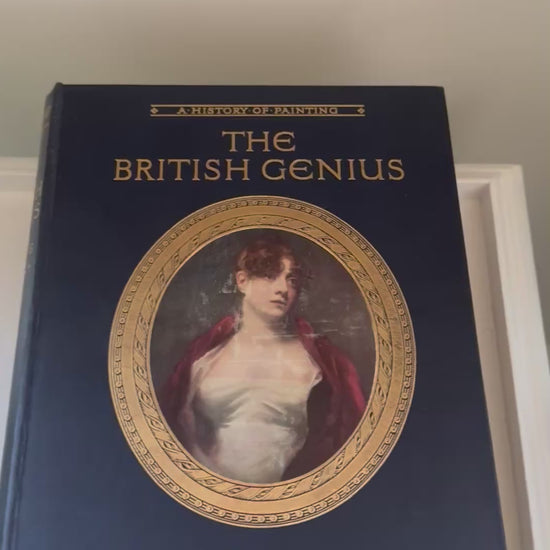 A·HISTORY·OF·PAINTING
THE
BRITISH GENIUS